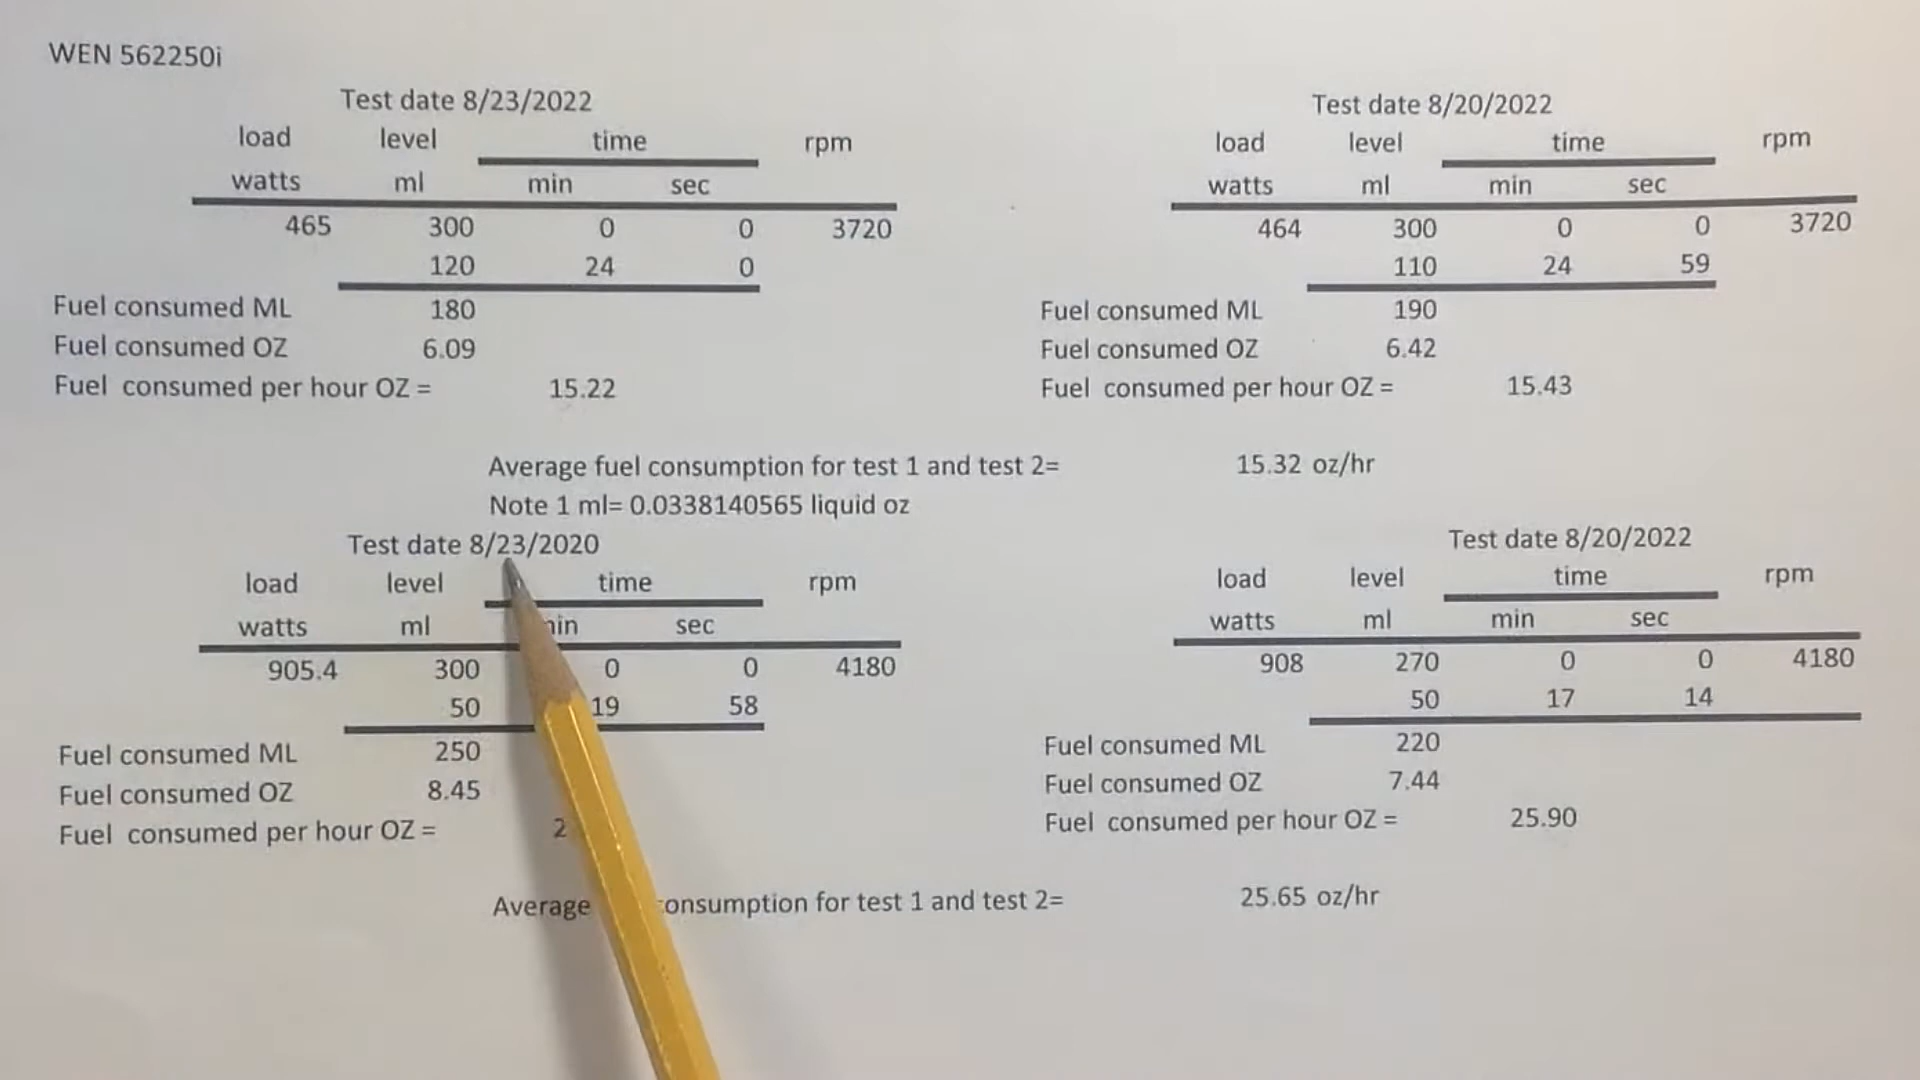 WEN 562250i
Test date 8/23/2022
load level time rpm
watts ml min sec
465 300 0 0 3720
120 24 0
Fuel consumed ML 180
Fuel consumed OZ 6.09
Fuel consumed per hour OZ = 15.22
Test date 8/20/2022
load level time rpm
watts ml min sec
464 300 0 0 3720
110 24 59
Fuel consumed ML 190
Fuel consumed OZ 6.42
Fuel consumed per hour OZ = 15.43
Average fuel consumption for test 1 and test 2= 15.32 oz/hr
Note 1 ml= 0.0338140565 liquid oz
Test date 8/23/2020
load level time rpm
watts ml sec
905.4 300 0 0 4180
50 19 58
Fuel consumed ML 250
Fuel consumed OZ 8.45
Fuel consumed per hour OZ =
Test date 8/20/2022
load level time rpm
watts ml min sec
908 270 0 0 4180
50 17 14
Fuel consumed ML 220
Fuel consumed OZ 7.44
Fuel consumed per hour OZ = 25.90
Average consumption for test 1 and test 2= 25.65 oz/hr